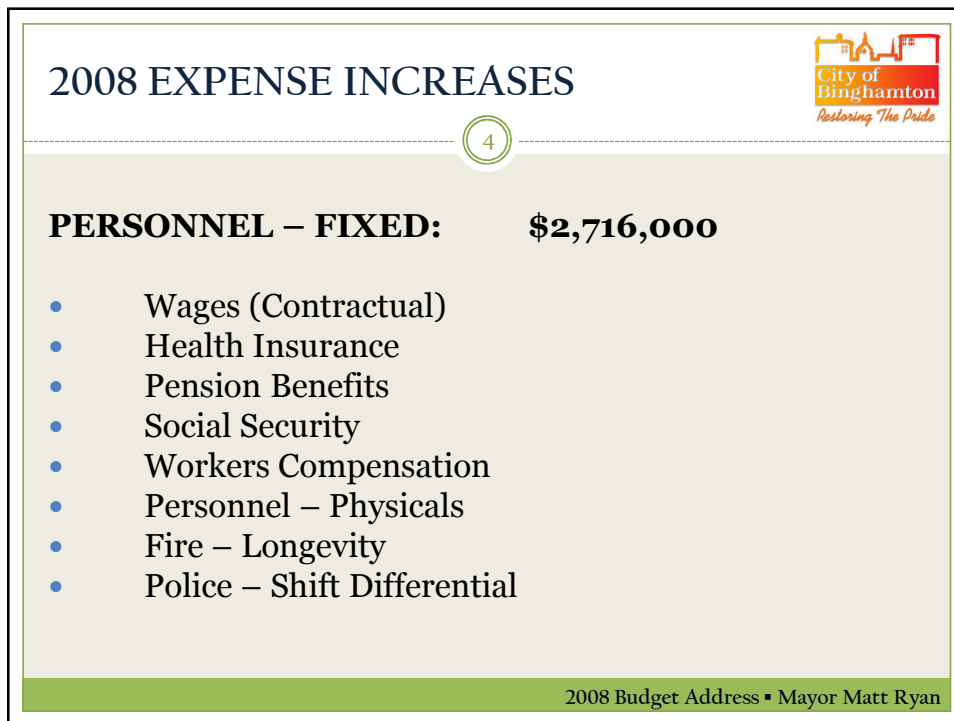 2008 EXPENSE INCREASES
City of
Binghamton
Restoring The Pride
4
PERSONNEL – FIXED: $2,716,000
• Wages (Contractual)
• Health Insurance
• Pension Benefits
• Social Security
• Workers Compensation
• Personnel – Physicals
• Fire – Longevity
• Police – Shift Differential
2008 Budget Address ▪ Mayor Matt Ryan